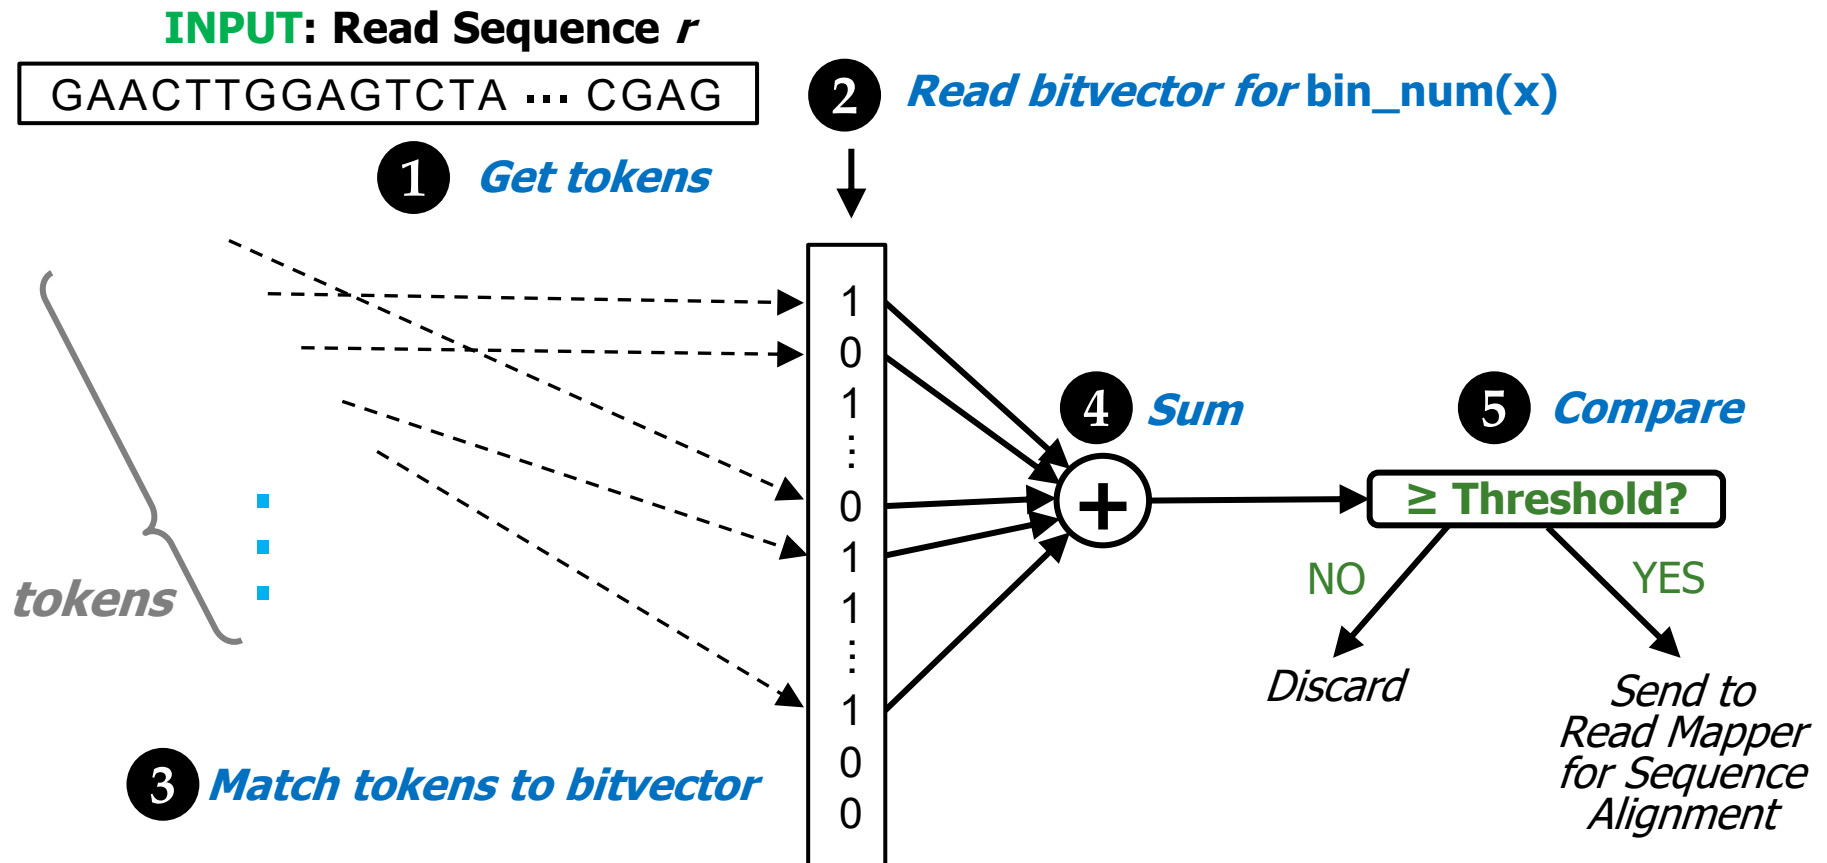 INPUT: Read Sequence r
GAACTTGGAGTCTA ··· CGAG
2 Read bitvector for bin_num(x)
1 Get tokens
1
0
1
⋮
0
1
1
⋮
1
0
0
tokens
3 Match tokens to bitvector
4 Sum
+
5 Compare
≥ Threshold?
NO
YES
Discard
Send to
Read Mapper
for Sequence
Alignment